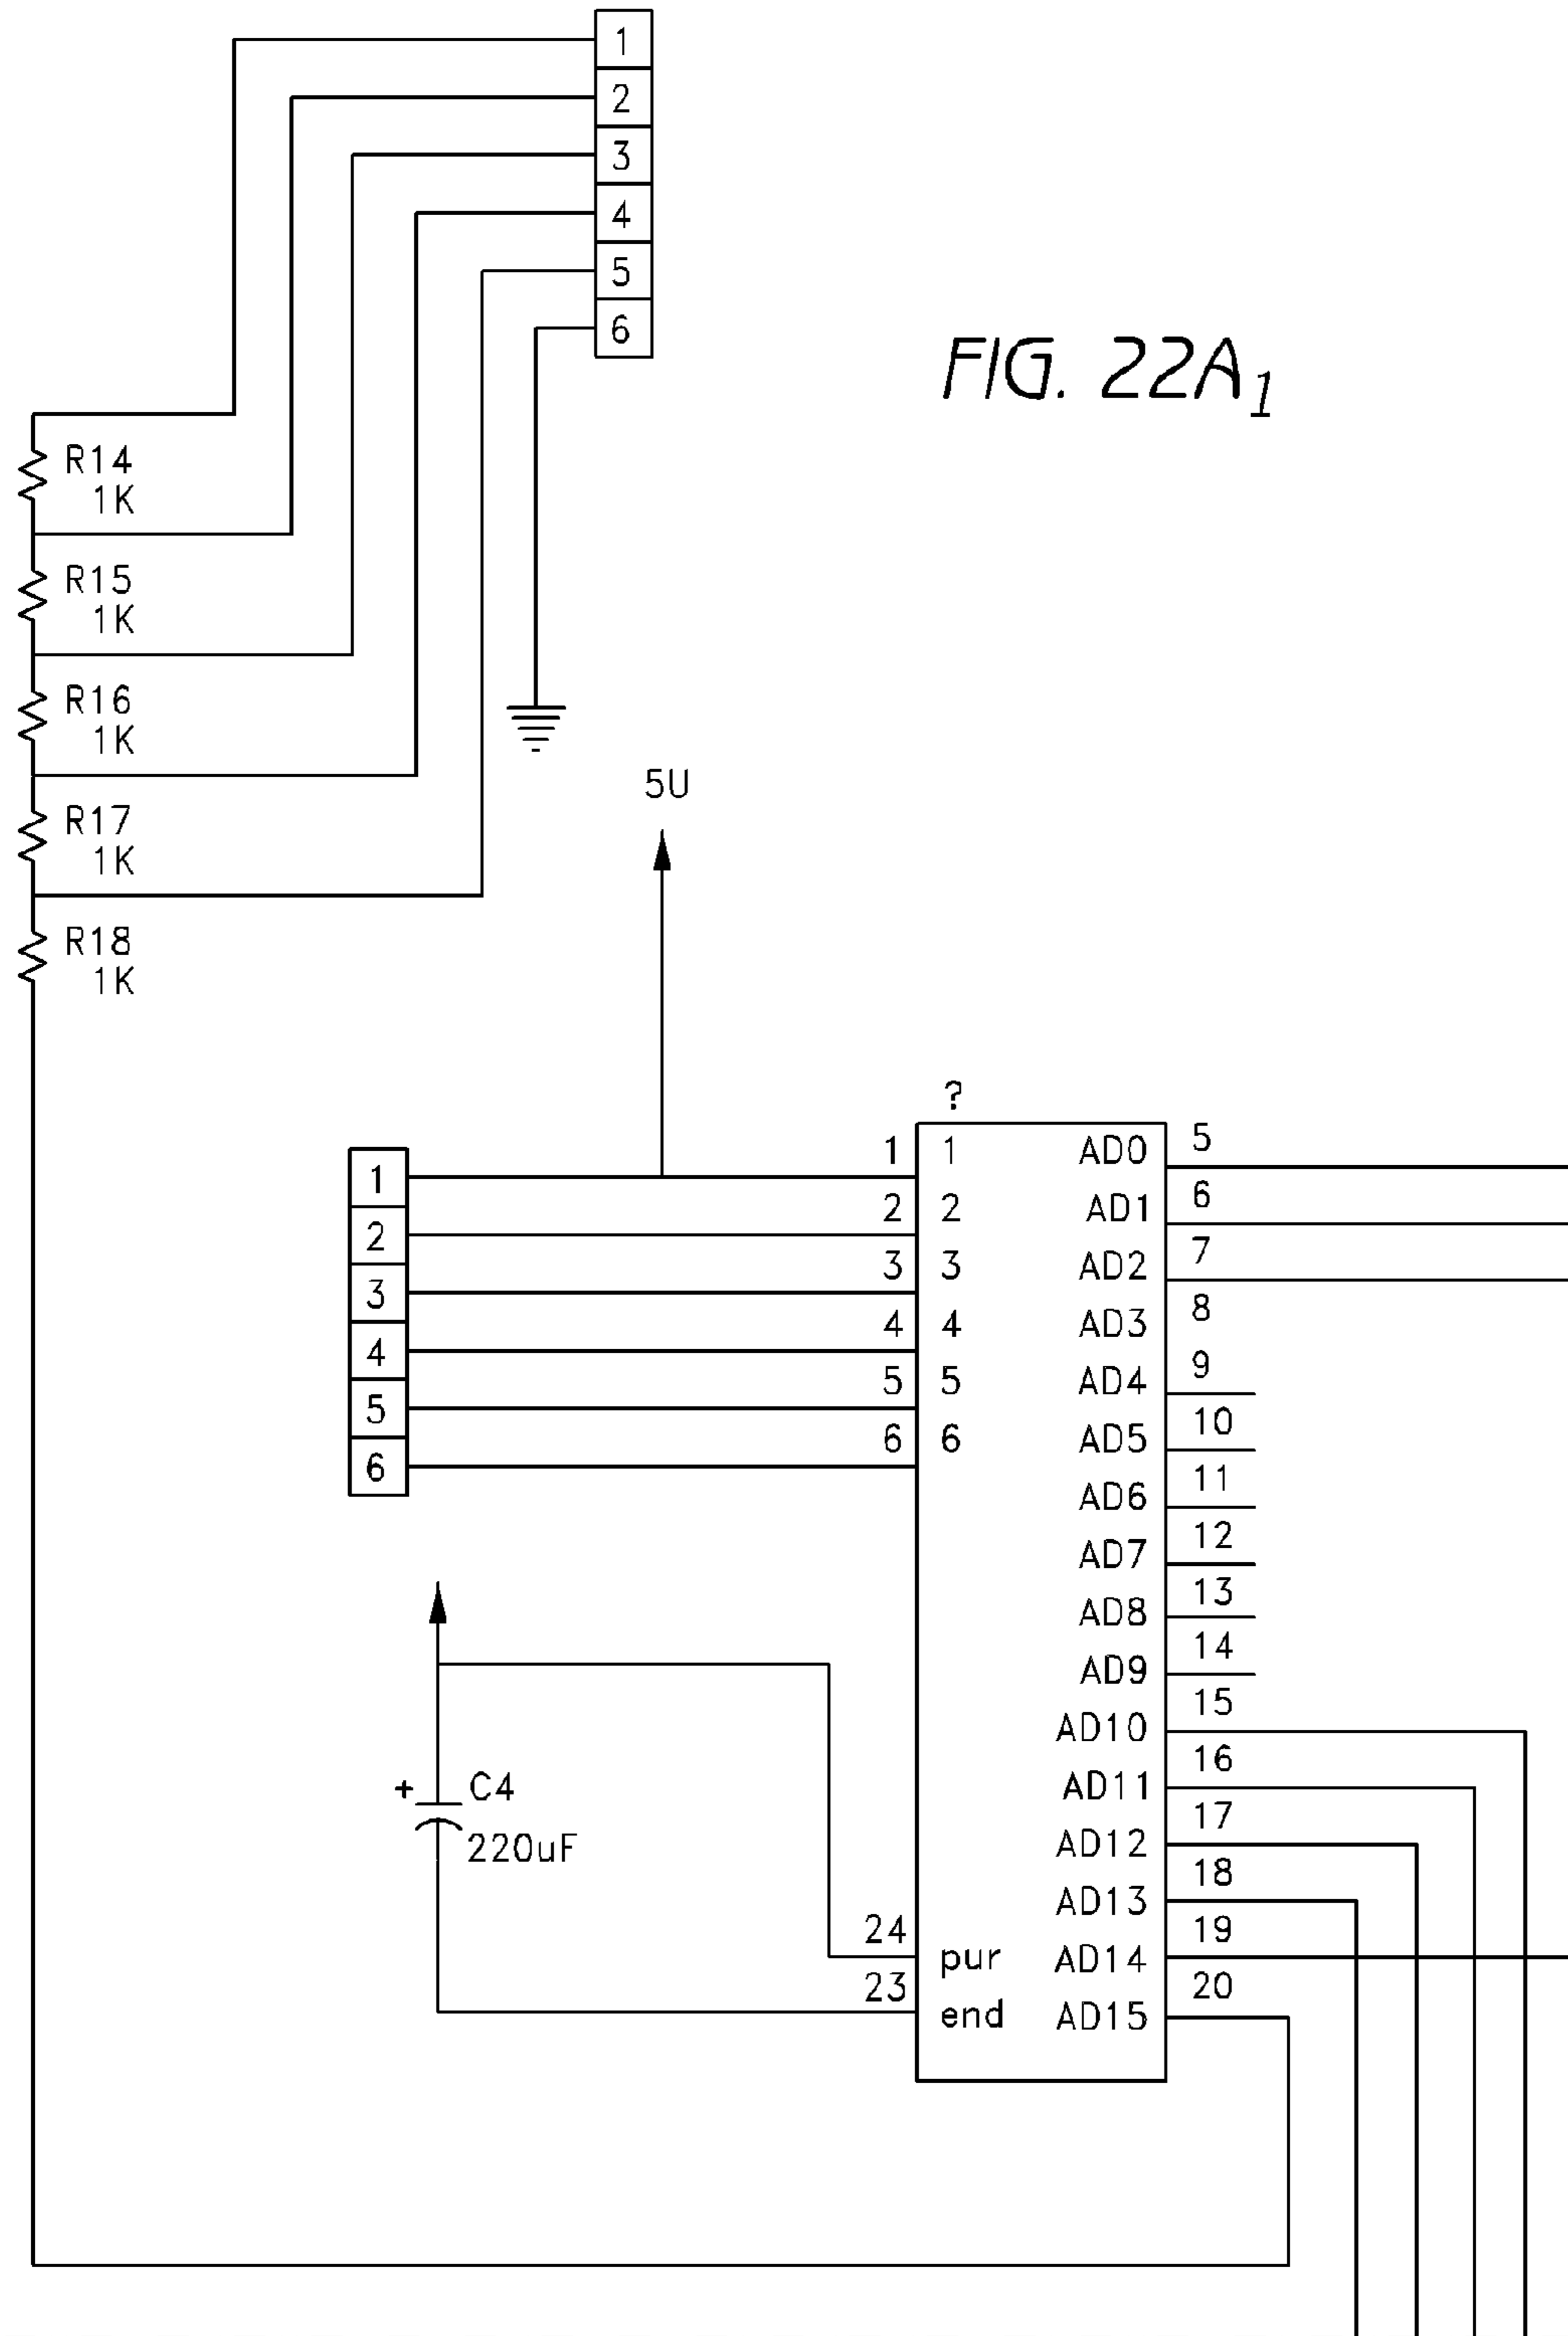 1
2
3
4
5
6
FIG. 22A1
R14
1K
R15
1K
R16
1K
R17
1K
R18
1K
5U
?
1
2
3
4
5
6
1 1 AD0 5
2 2 AD1 6
3 3 AD2 7
4 4 AD3 8
5 5 AD4 9
6 6 AD5 10
AD6 11
AD7 12
AD8 13
AD9 14
AD10 15
AD11 16
AD12 17
AD13 18
24 pur AD14 19
23 end AD15 20
+ C4
220uF